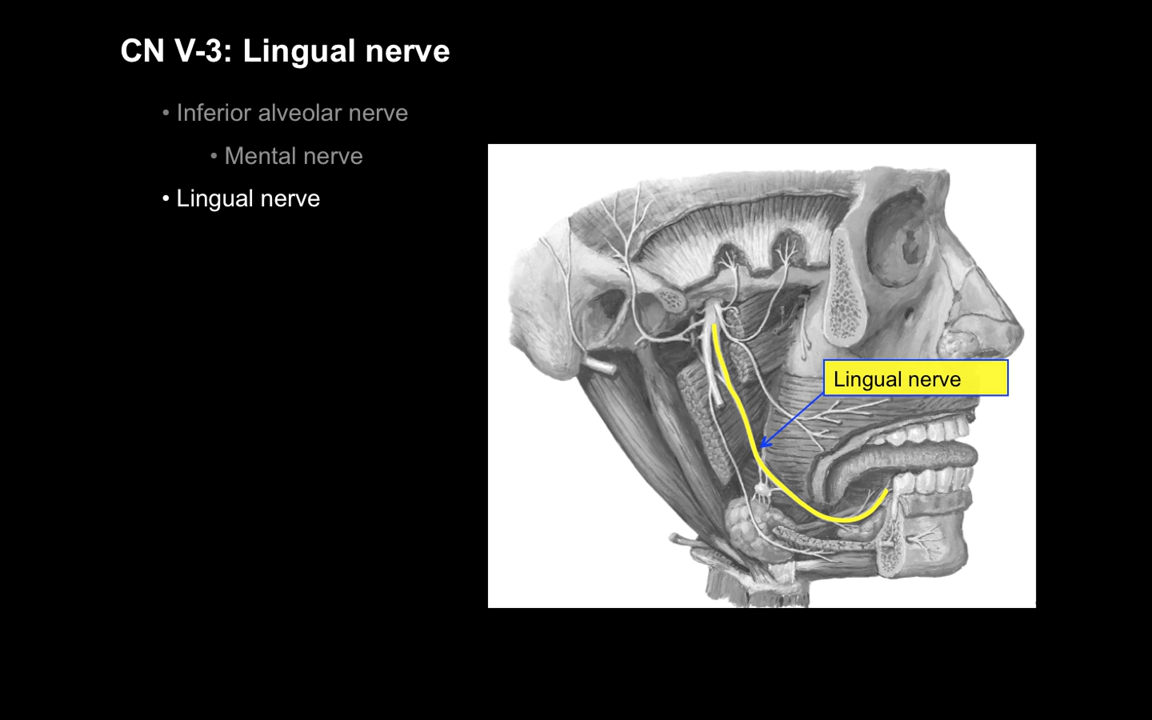 CN V-3: Lingual nerve
• Inferior alveolar nerve
• Mental nerve
• Lingual nerve
Lingual nerve